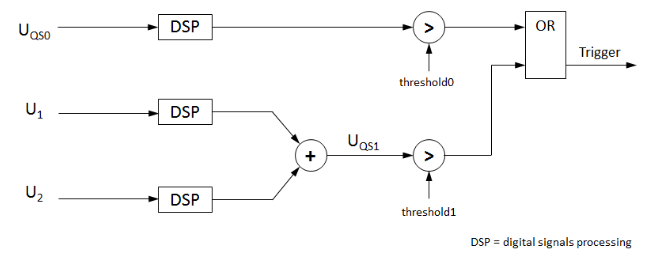 U_QS0
DSP
>
OR
threshold0
Trigger
U_1
DSP
+
U_QS1
>
U_2
DSP
threshold1
DSP = digital signals processing